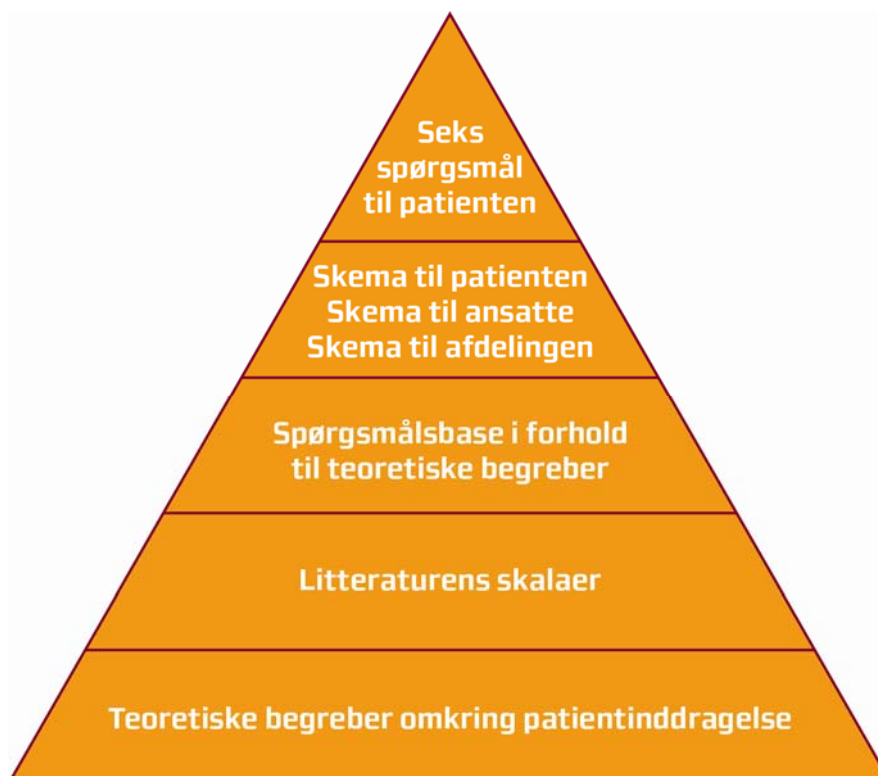 Seks
spørgsmål
til patienten
Skema til patienten
Skema til ansatte
Skema til afdelingen
Spørgsmålsbase i forhold
til teoretiske begreber
Litteraturens skalaer
Teoretiske begreber omkring patientinddragelse